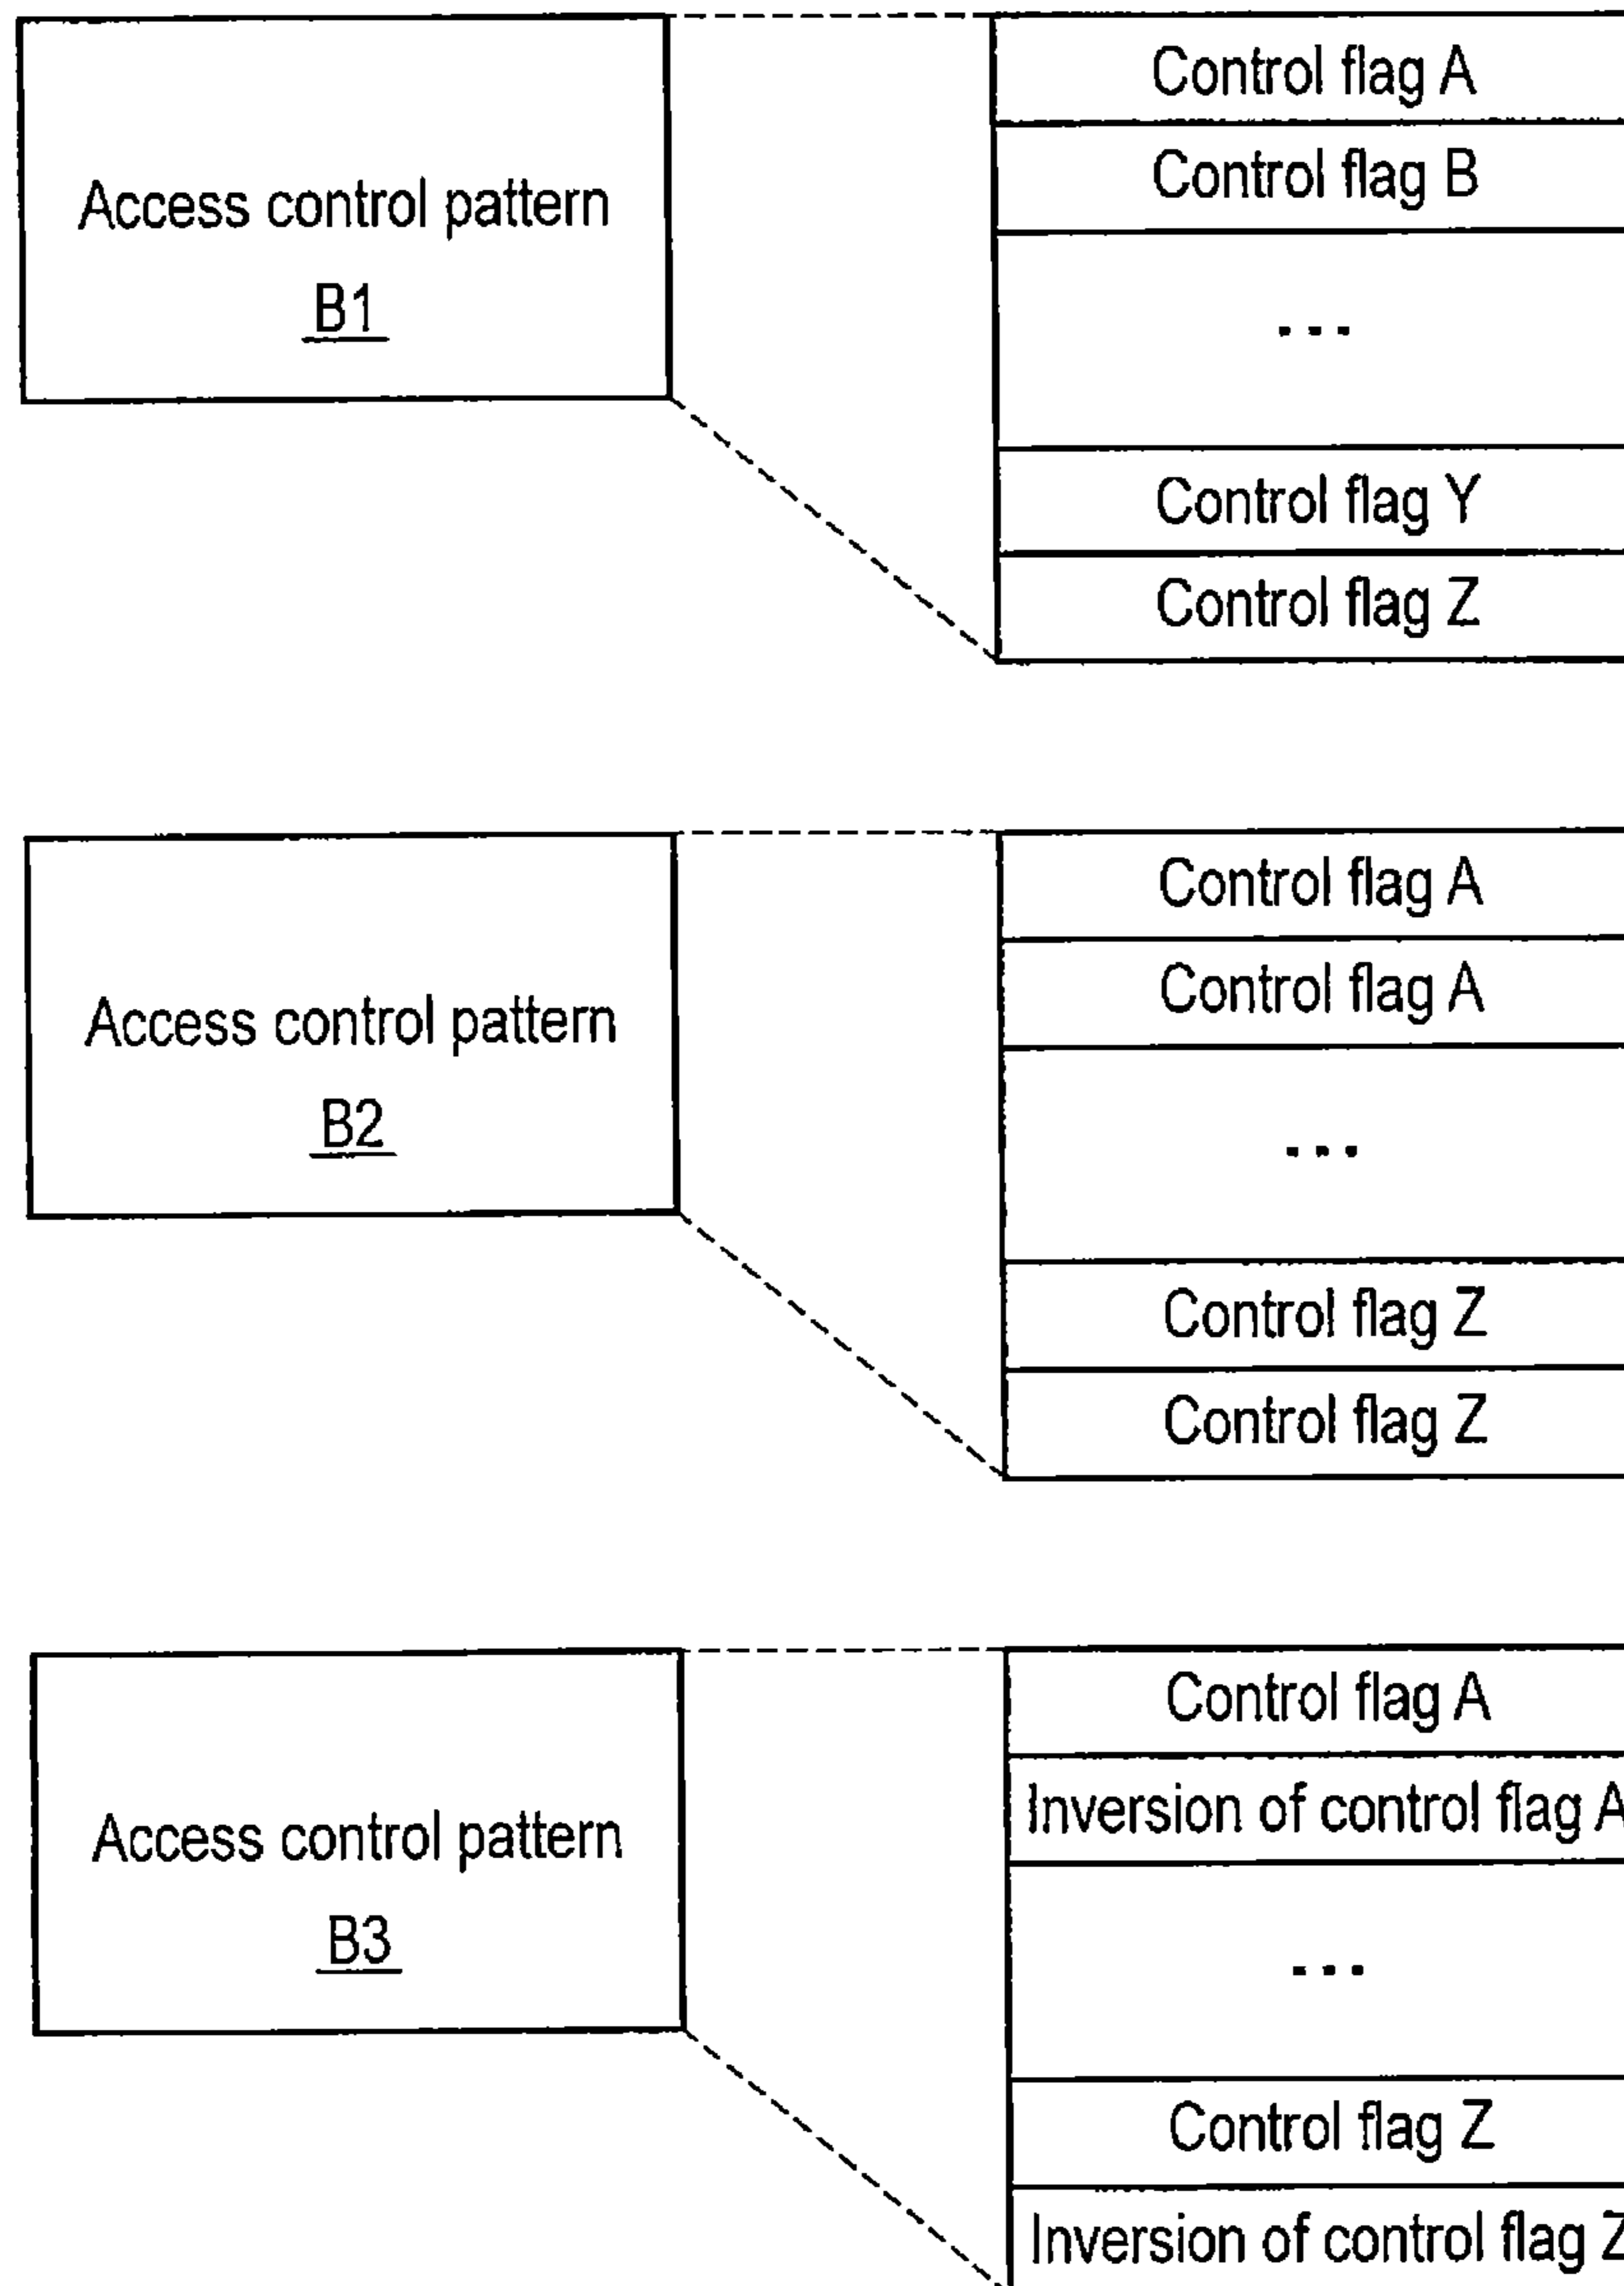 Access control pattern
B1
Control flag A
Control flag B
...
Control flag Y
Control flag Z
Access control pattern
B2
Control flag A
Control flag A
...
Control flag Z
Control flag Z
Access control pattern
B3
Control flag A
Inversion of control flag A
...
Control flag Z
Inversion of control flag Z